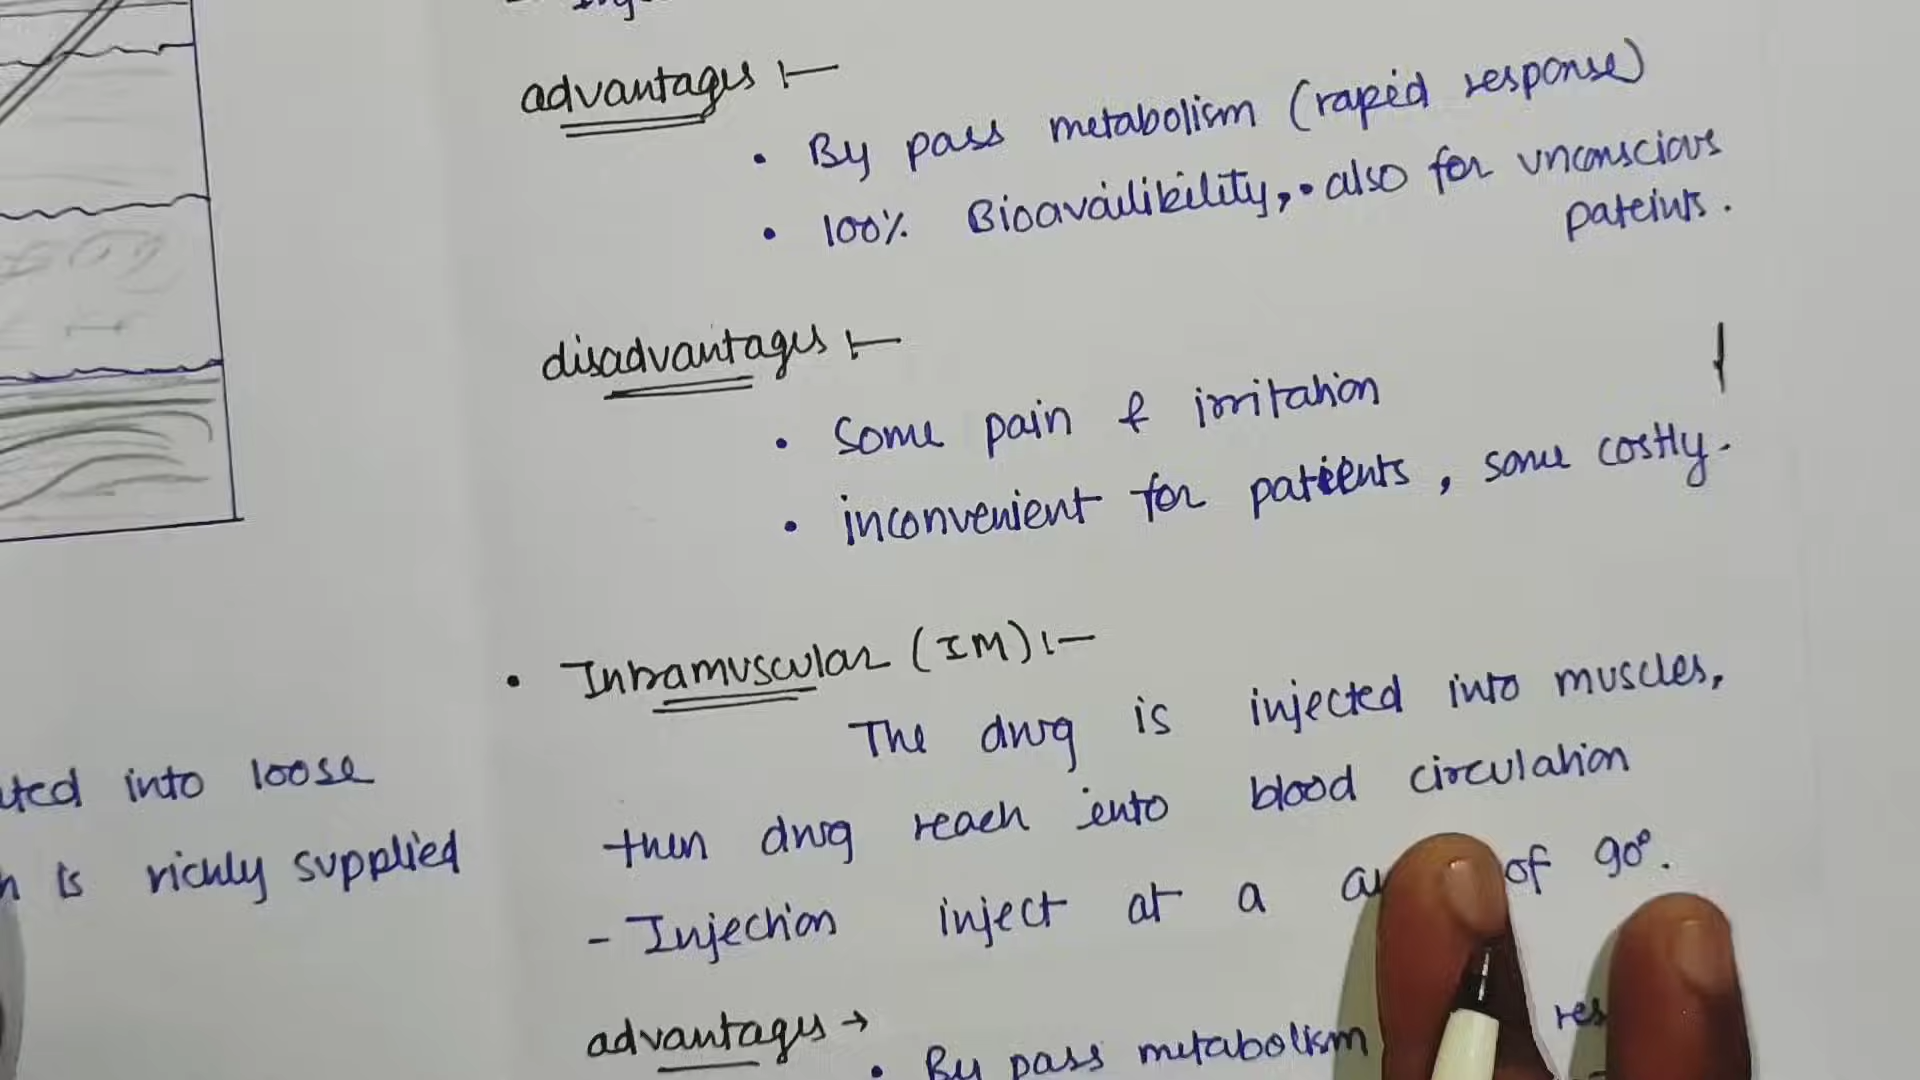 advantages :-
• By pass metabolism (rapid response)
• 100% Bioavailibility, • also for unconscious
pateints.
disadvantages :-
• Some pain & irritation
• inconvenient for patients, some costly.
• Intramuscular (IM) :-
The drug is injected into muscles,
then drug reach into blood circulation
- Injection inject at a of 90°.
advantages →
• By pass metabolism
into loose
is richly supplied